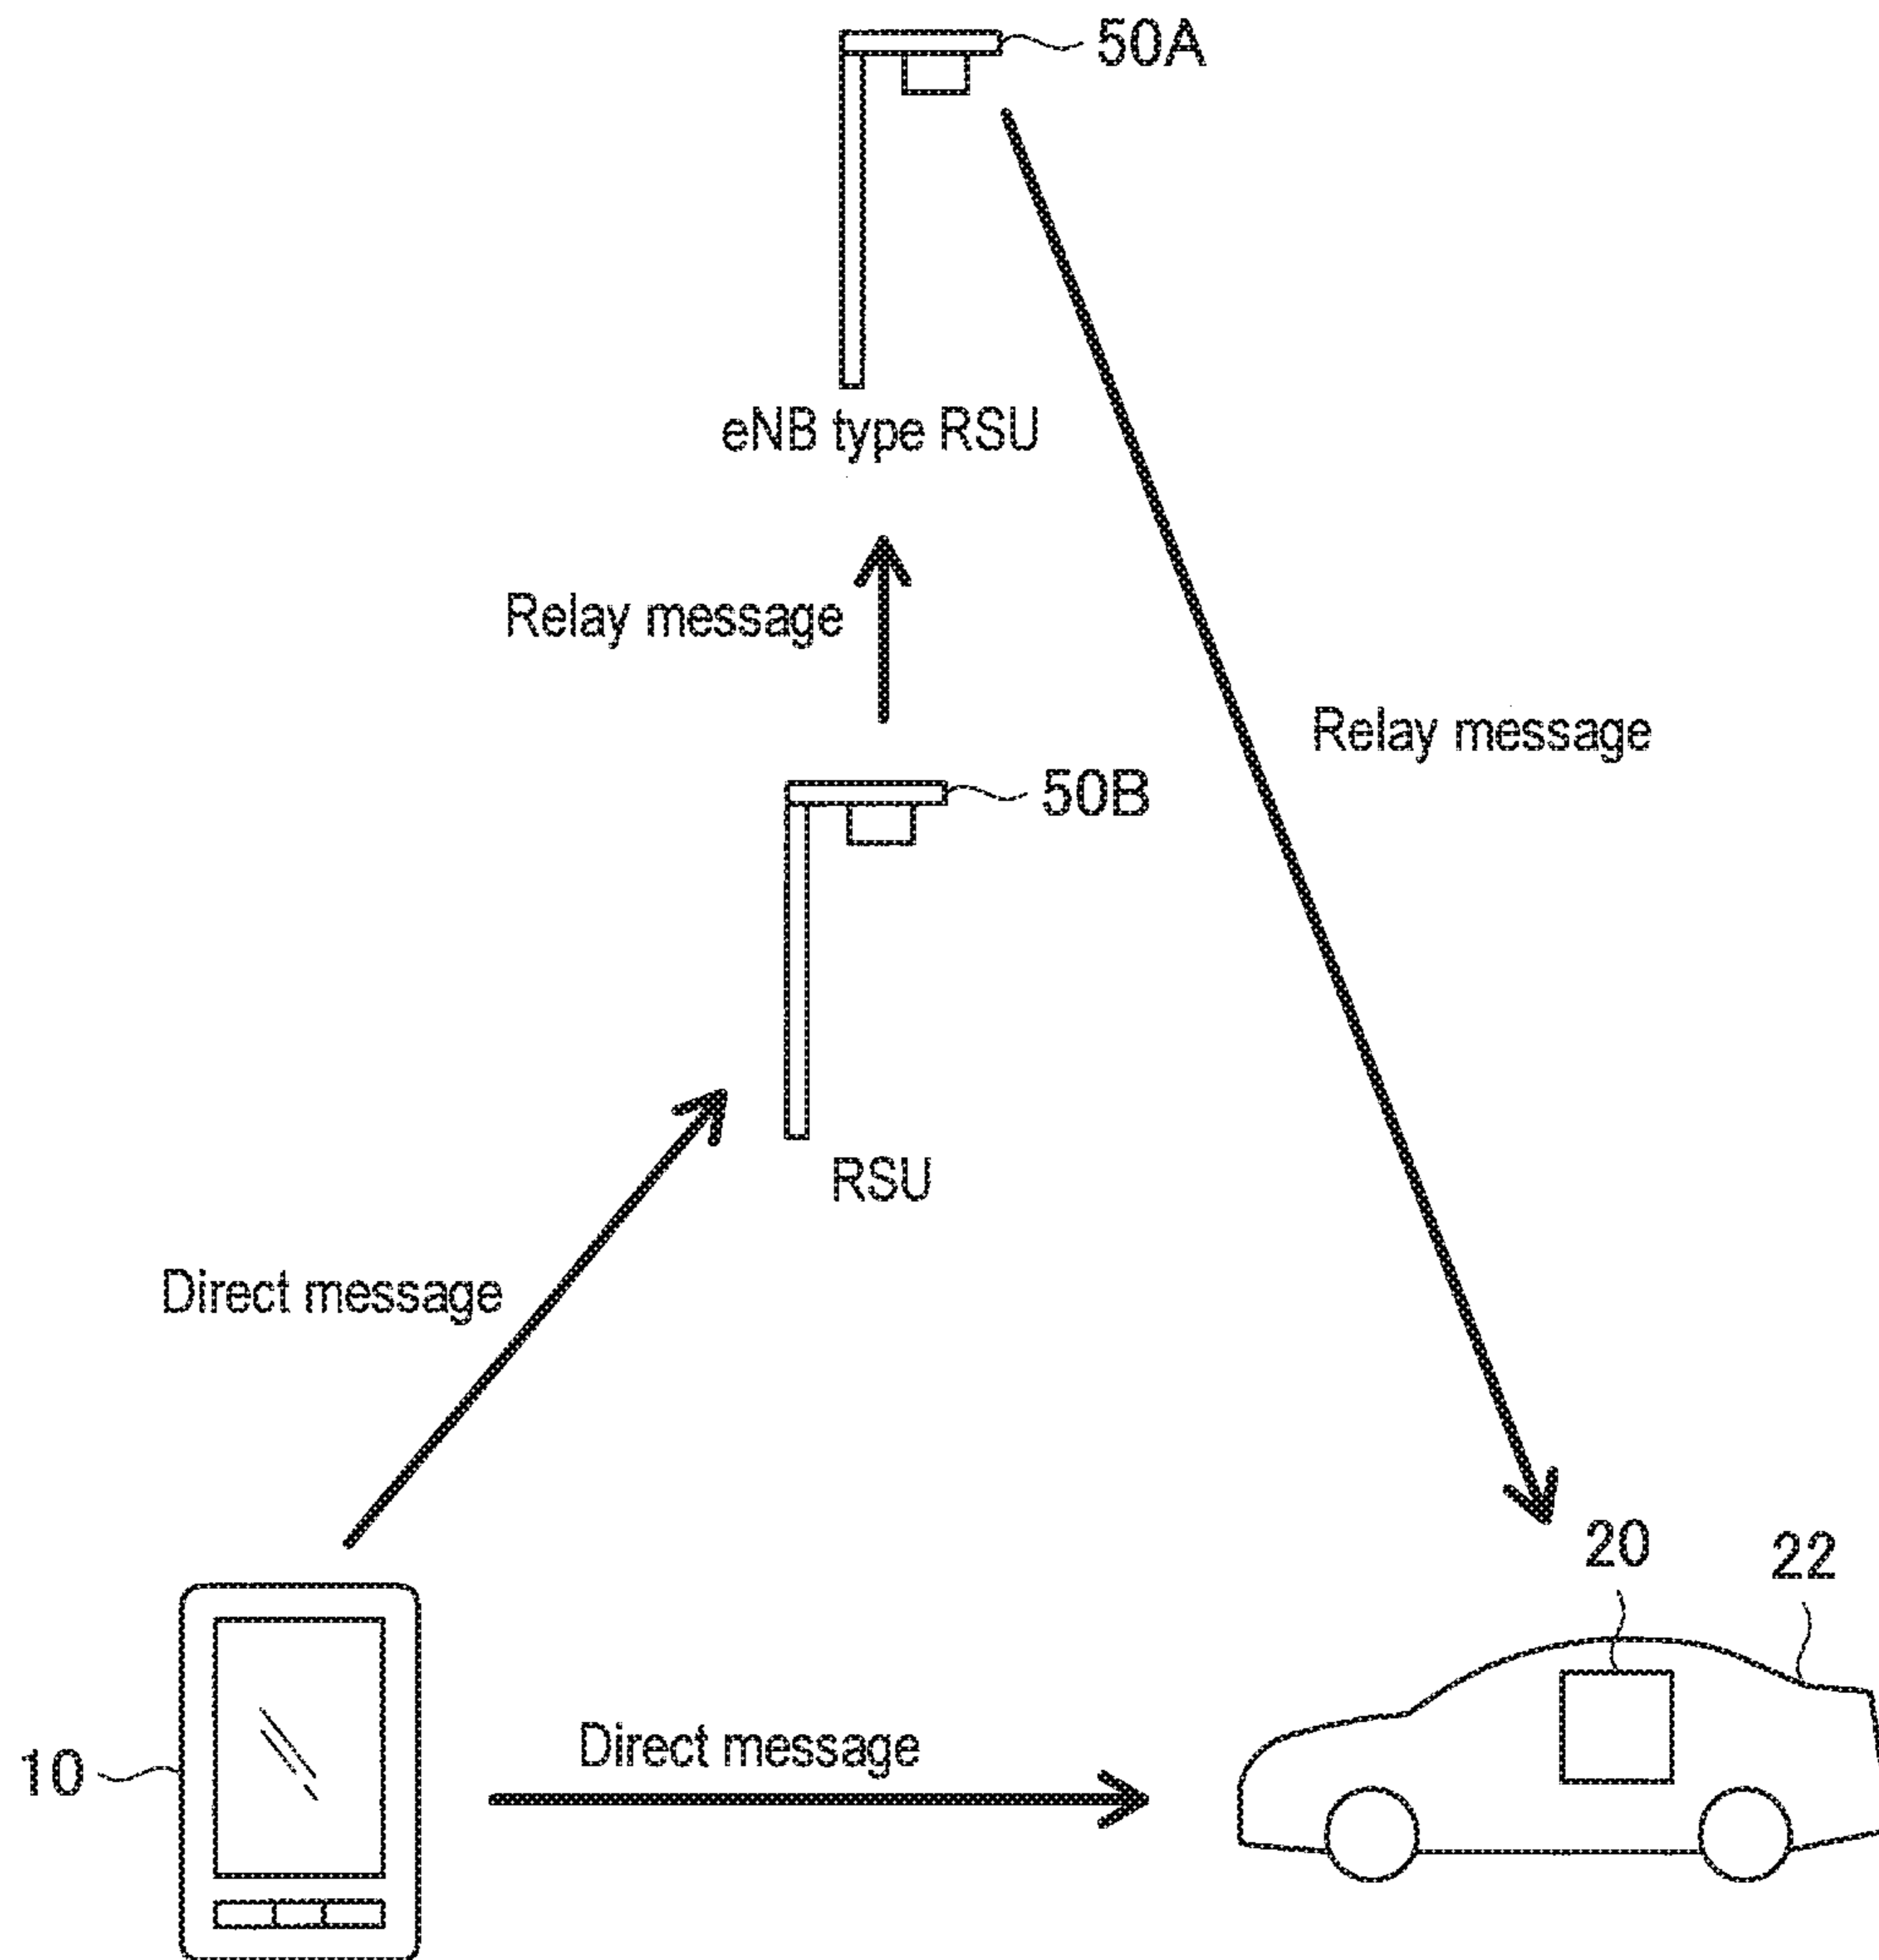 50A
eNB type RSU
Relay message
Relay message
50B
RSU
Direct message
20
22
Direct message
10